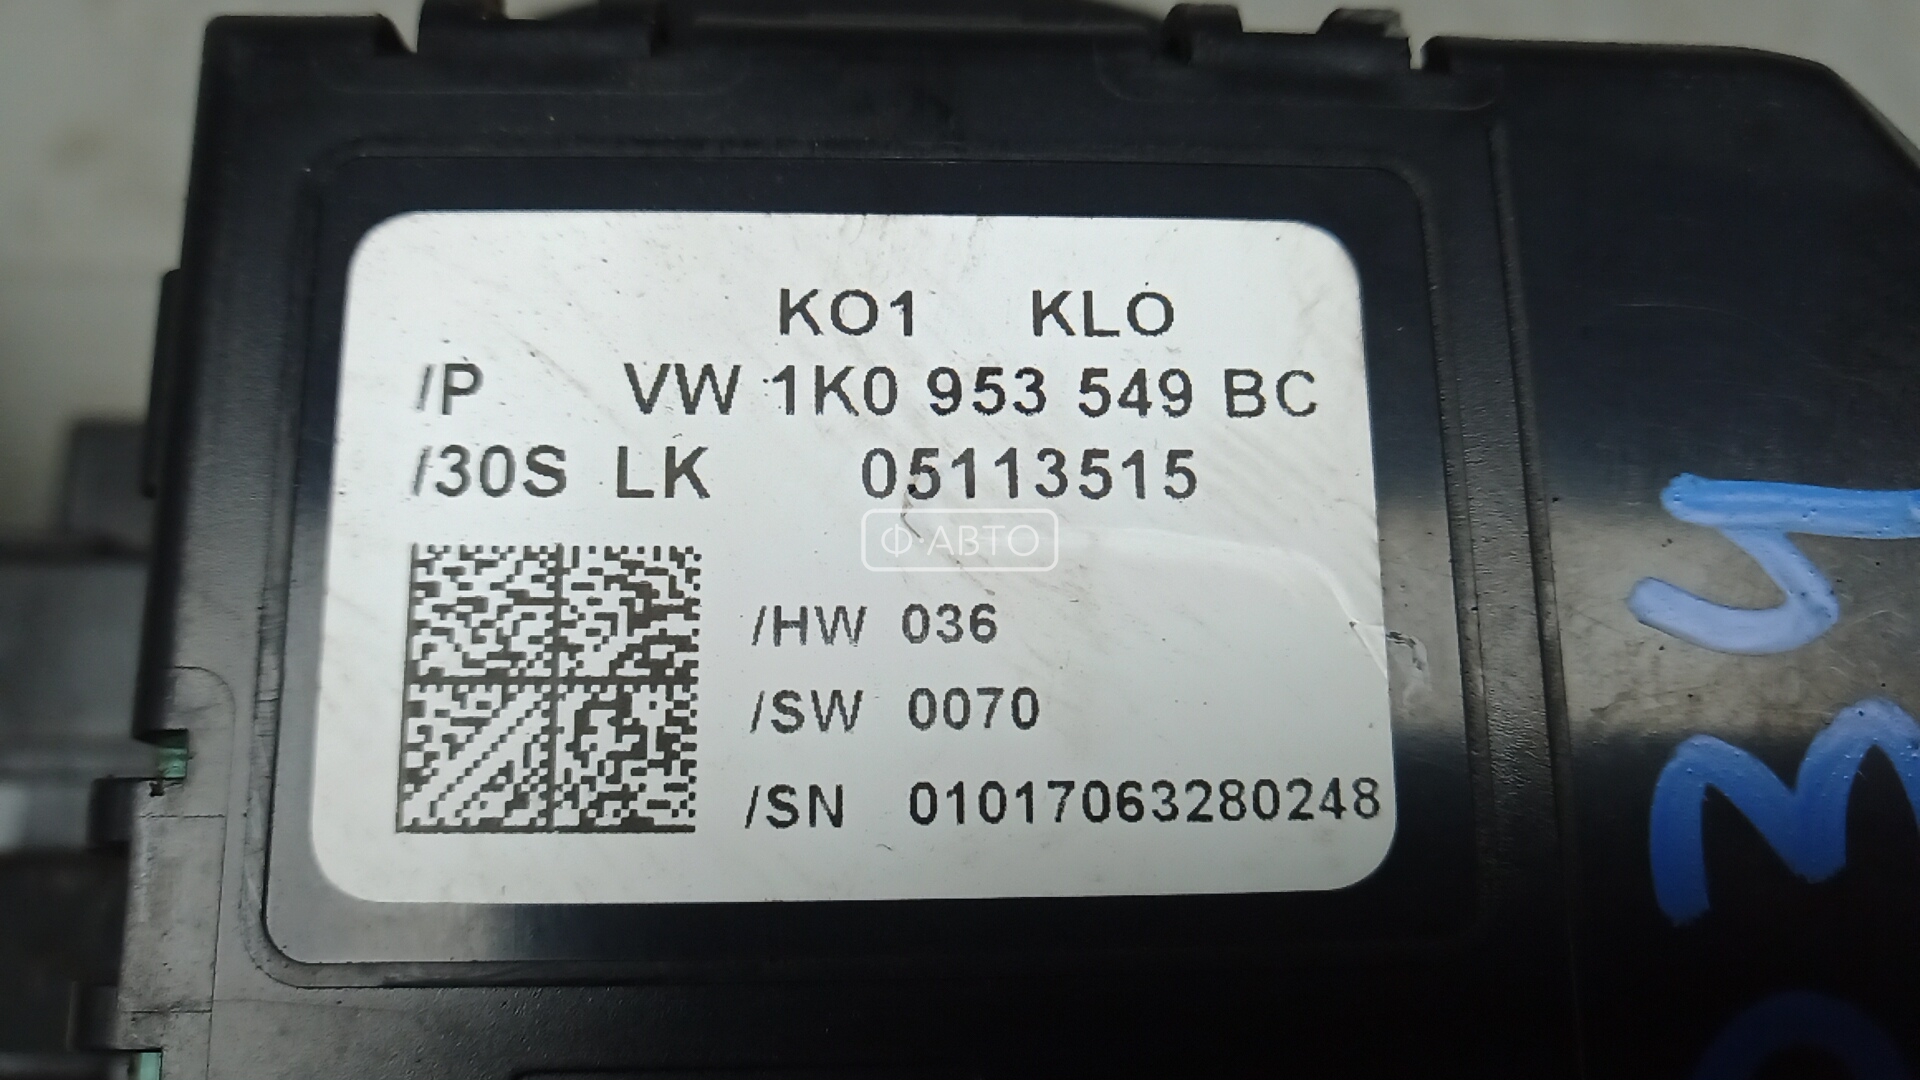 KO1 KLO
/P VW 1K0 953 549 BC
/30S LK 05113515
Ф·АВТО
/HW 036
/SW 0070
/SN 01017063280248